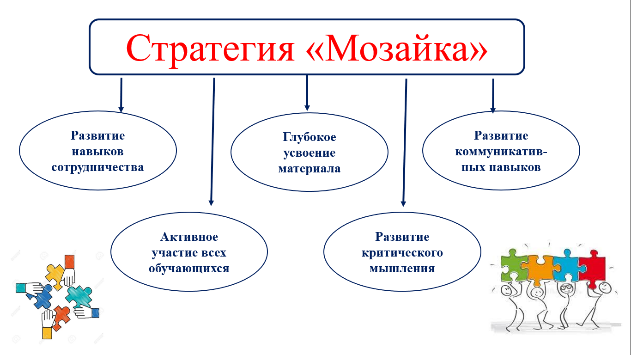 Стратегия «Мозайка»
Развитие
навыков
сотрудничества
Глубокое
усвоение
материала
Развитие
коммуникатив-
ных навыков
Активное
участие всех
обучающихся
Развитие
критического
мышления